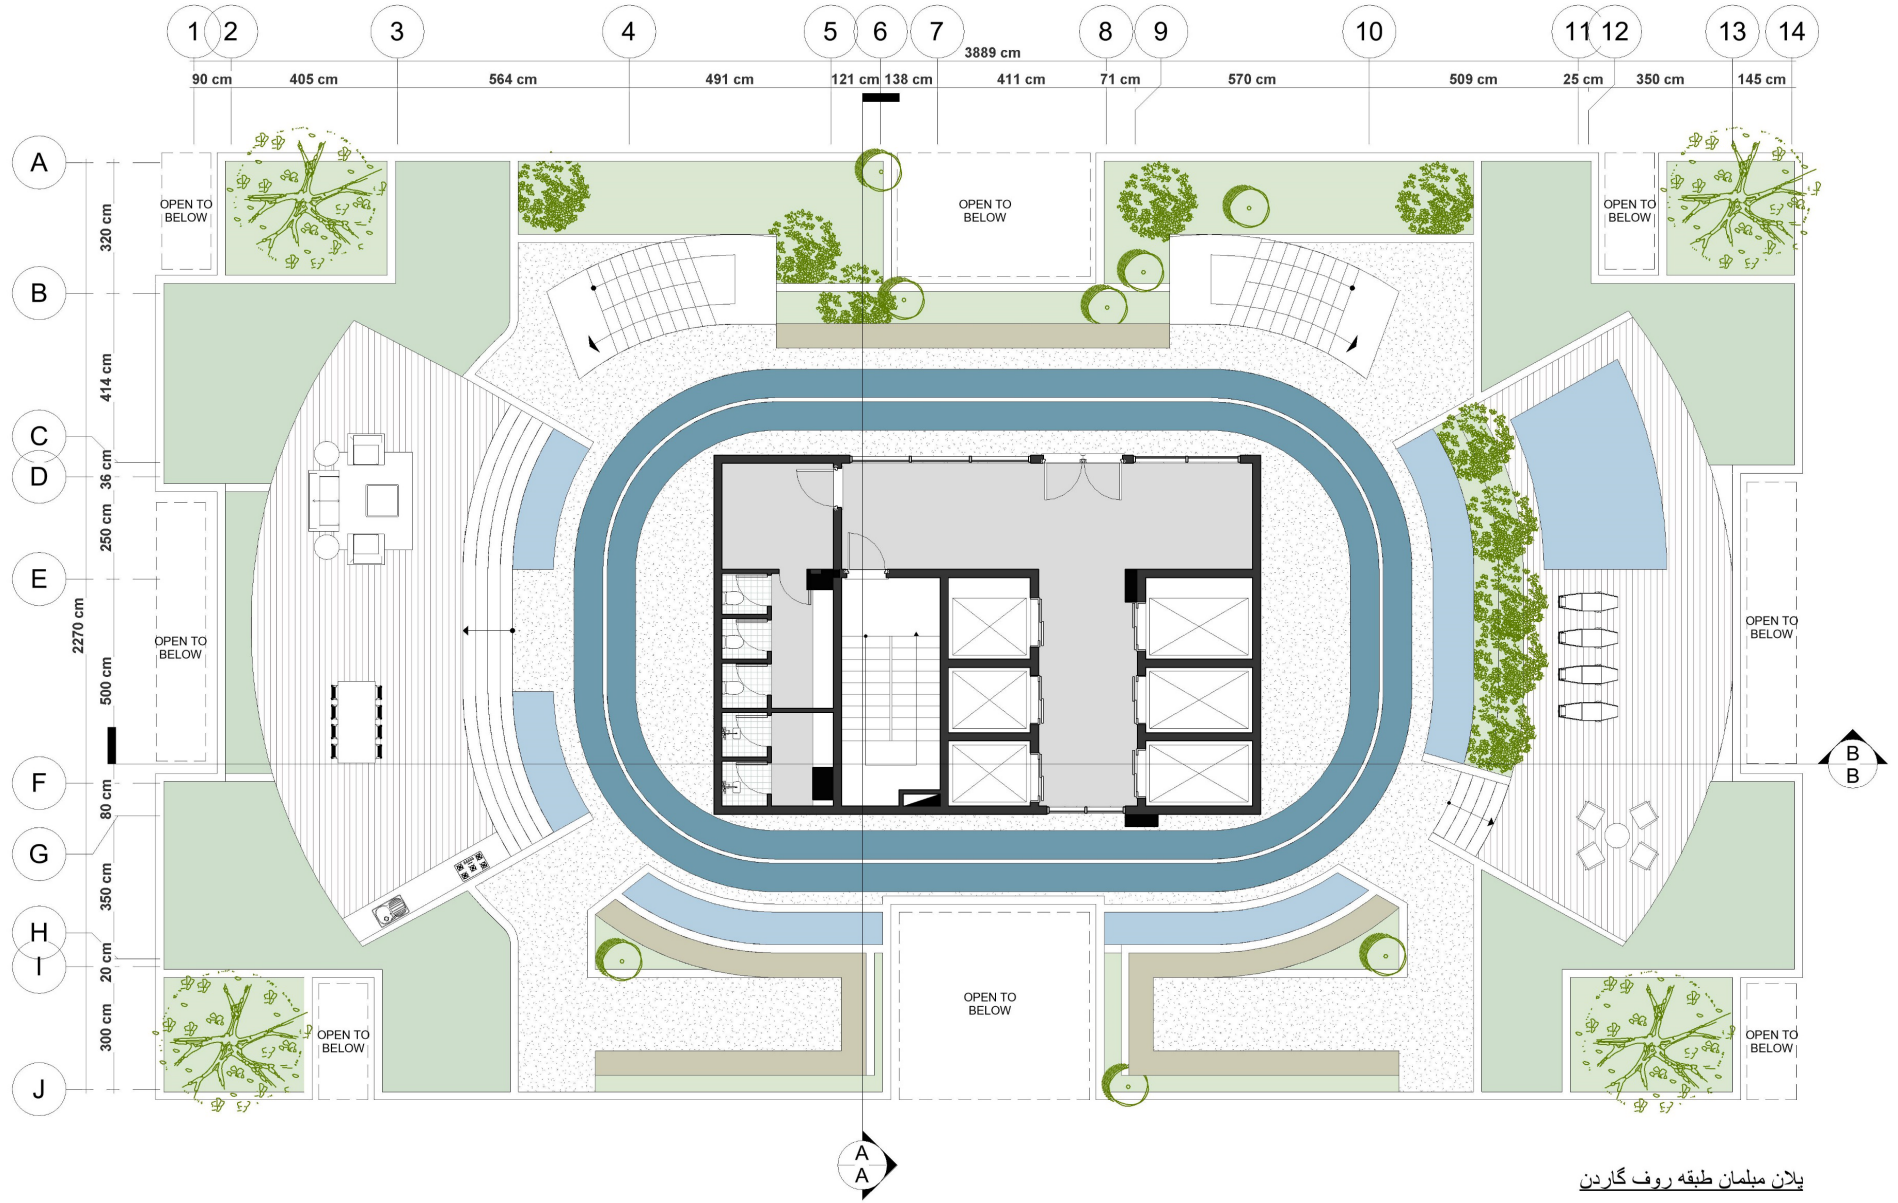 1 2 3 4 5 6 7 8 9 10 11 12 13 14
3889 cm
90 cm 405 cm 564 cm 491 cm 121 cm 138 cm 411 cm 71 cm 570 cm 509 cm 25 cm 350 cm 145 cm
A
B
C
D
E
F
G
H
I
J
320 cm
414 cm
36 cm
250 cm
500 cm
80 cm
350 cm
20 cm
300 cm
2270 cm
OPEN TO
BELOW
OPEN TO
BELOW
OPEN TO
BELOW
OPEN TO
BELOW
OPEN TO
BELOW
OPEN TO
BELOW
OPEN TO
BELOW
OPEN TO
BELOW
B
B
A
A
پلان مبلمان طبقه روف گاردن